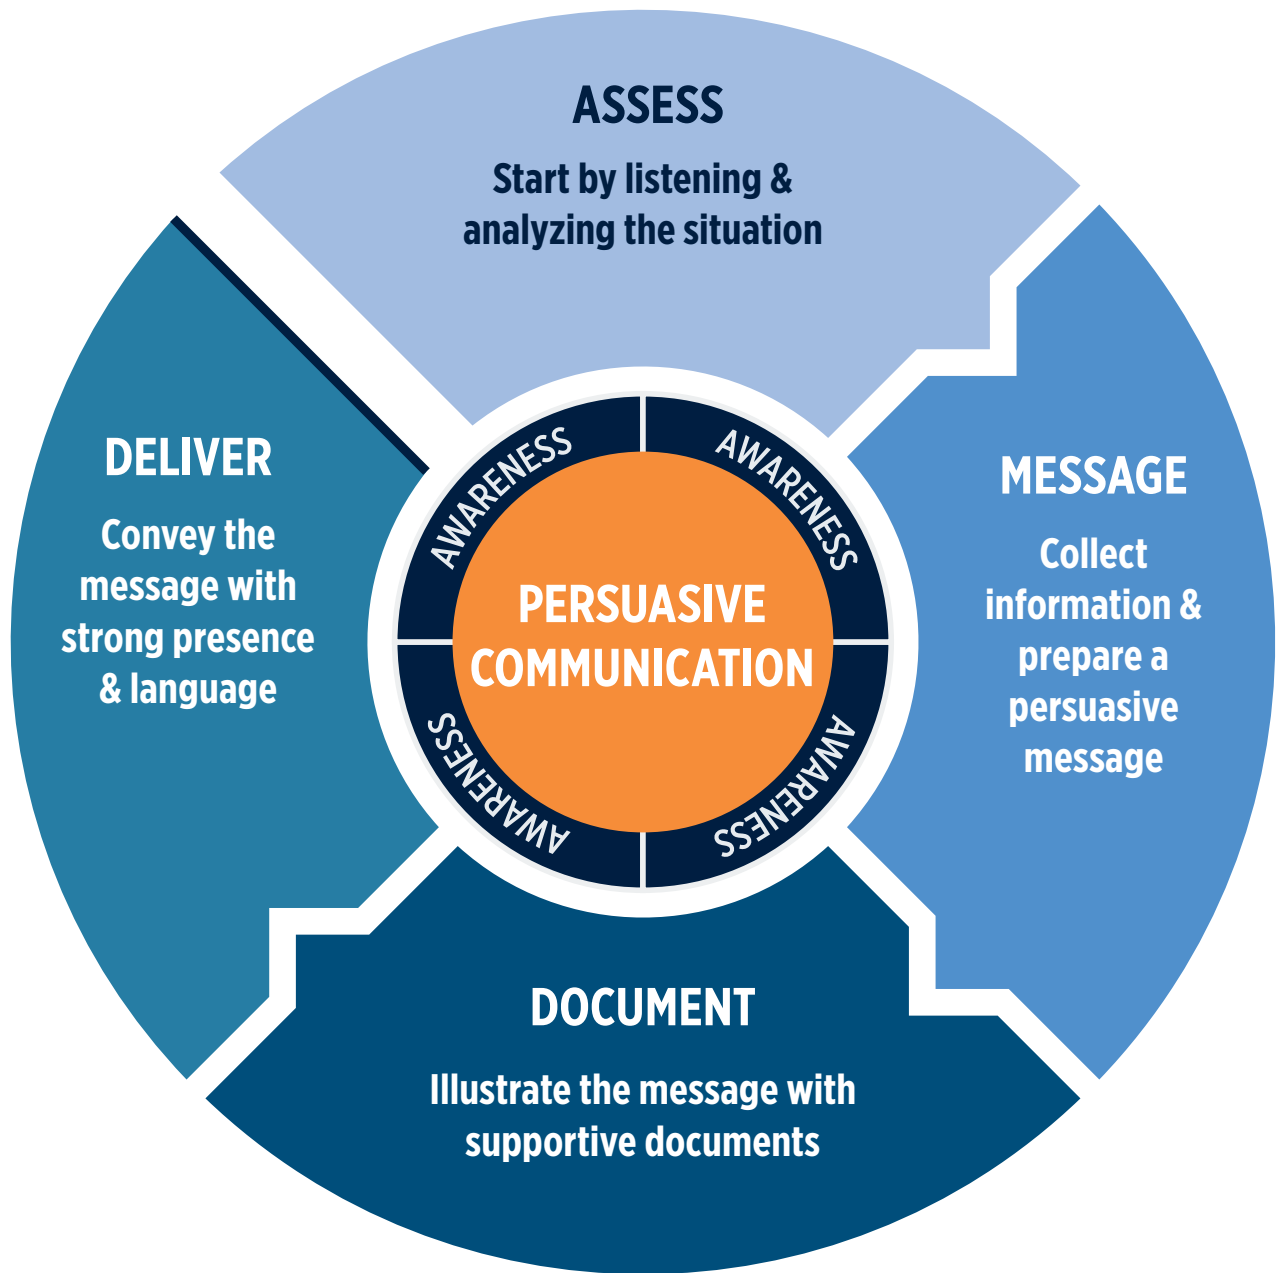 ASSESS
Start by listening &
analyzing the situation
MESSAGE
Collect
information &
prepare a
persuasive
message
DOCUMENT
Illustrate the message with
supportive documents
DELIVER
Convey the
message with
strong presence
& language
AWARENESS
AWARENESS
AWARENESS
AWARENESS
PERSUASIVE
COMMUNICATION